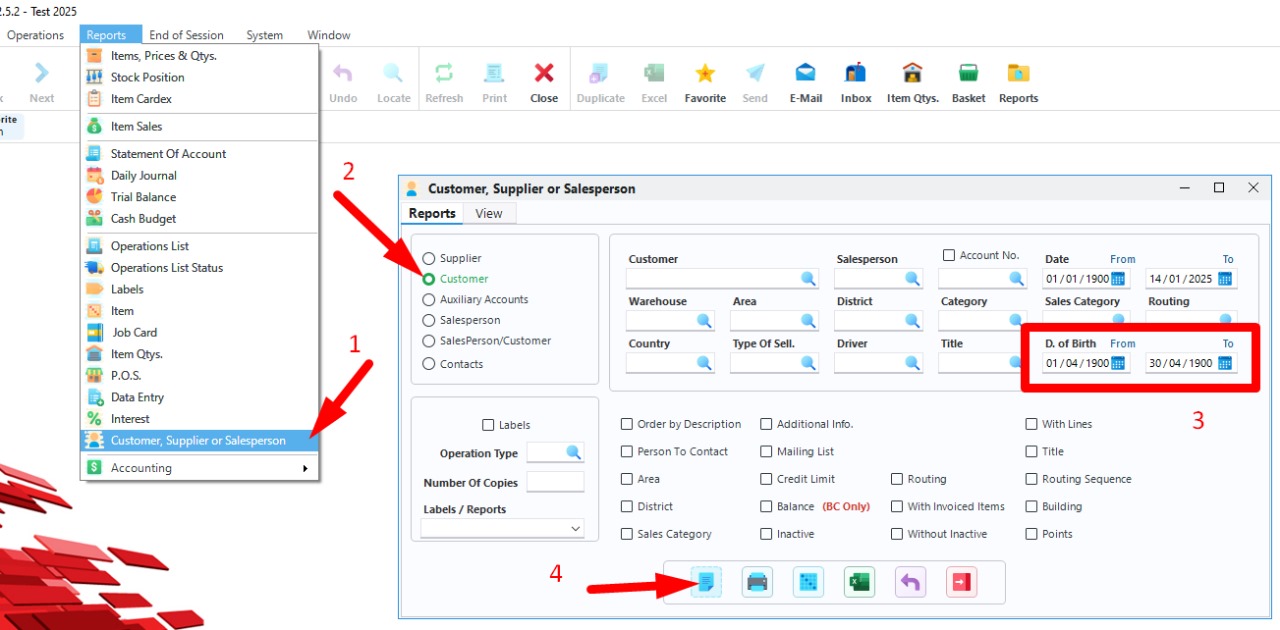 2.5.2 - Test 2025
Operations Reports End of Session System Window
Next Undo Locate Refresh Print Close Duplicate Excel Favorite Send E-Mail Inbox Item Qtys. Basket Reports
Items, Prices & Qtys.
Stock Position
Item Cardex
Item Sales
Statement Of Account
Daily Journal
Trial Balance
Cash Budget
Operations List
Operations List Status
Labels
Item
Job Card
Item Qtys.
P.O.S.
Data Entry
Interest
Customer, Supplier or Salesperson
Accounting
1
2
Customer, Supplier or Salesperson
Reports View
Supplier
Customer
Auxiliary Accounts
Salesperson
SalesPerson/Customer
Contacts
Customer Salesperson Account No. Date From To
01/01/1900 14/01/2025
Warehouse Area District Category Sales Category Routing
Country Type Of Sell. Driver Title D. of Birth From To
01/04/1900 30/04/1900
3
Labels
Operation Type
Number Of Copies
Labels / Reports
Order by Description Additional Info. With Lines
Person To Contact Mailing List Title
Area Credit Limit Routing Routing Sequence
District Balance (BC Only) With Invoiced Items Building
Sales Category Inactive Without Inactive Points
4